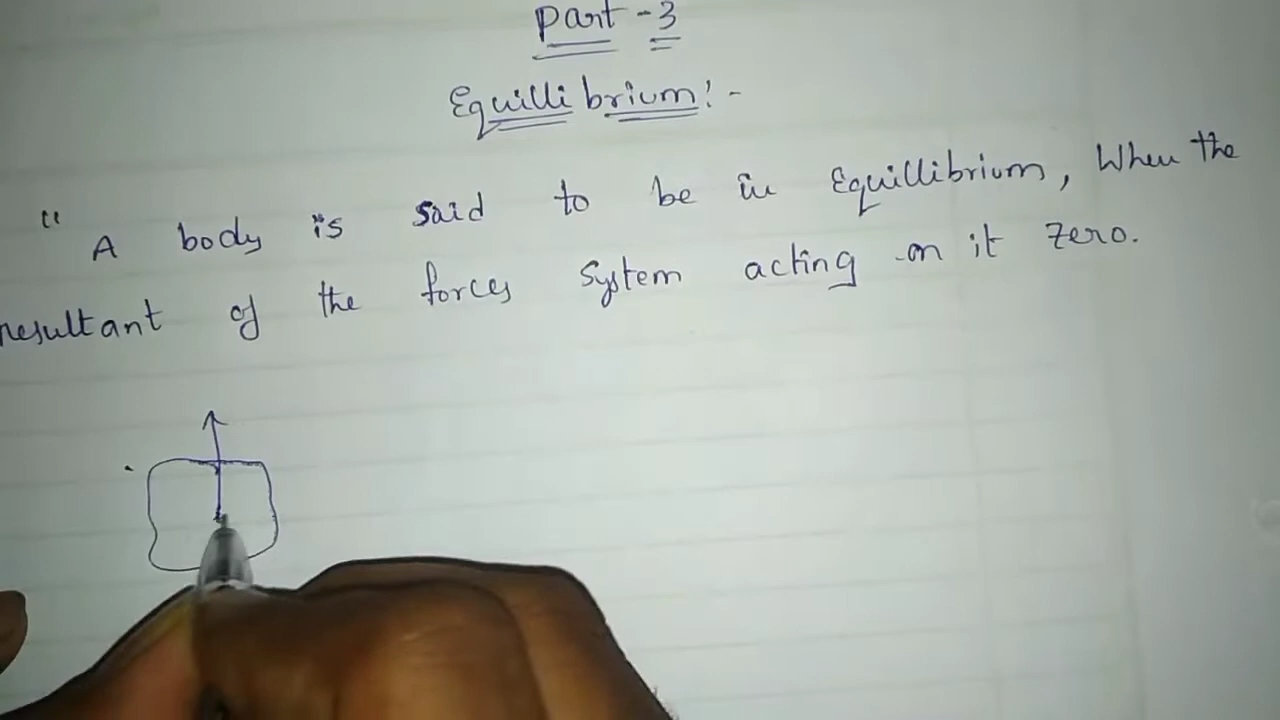 Part - 3
Equillibrium: -
" A body is said to be in Equillibrium, When the
resultant of the forces system acting on it zero.